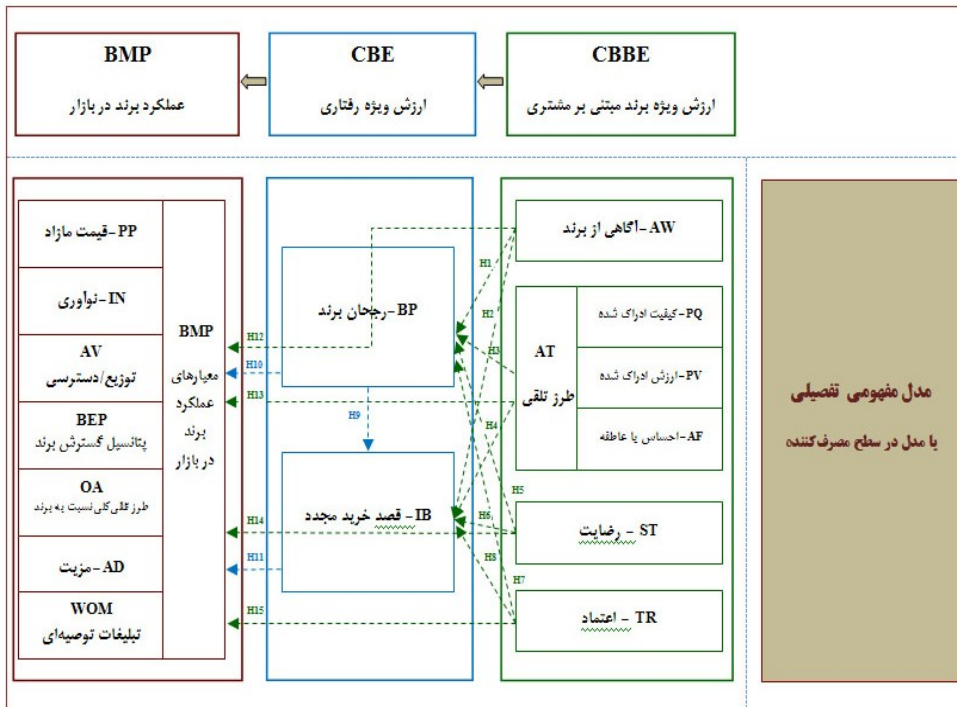 CBBE
ارزش ویژه برند مبتنی بر مشتری
CBE
ارزش ویژه رفتاری
BMP
عملکرد برند در بازار
مدل مفهومی تفصیلی
یا مدل در سطح مصرف‌کننده
AW-آگاهی از برند
AT
طرز تلقی
PQ-کیفیت ادراک شده
PV-ارزش ادراک شده
AF-احساس یا عاطفه
ST - رضایت
TR - اعتماد
H1
H2
H3
H4
H5
H6
H8
H7
BP-رجحان برند
H9
IB- قصد خرید مجدد
H12
H10
H13
H14
H11
H15
BMP
معیارهای
عملکرد
برند
در بازار
PP-قیمت مازاد
IN-نوآوری
AV
توزیع/دسترسی
BEP
پتانسیل گسترش برند
OA
طرز تلقی کلی نسبت به برند
AD-مزیت
WOM
تبلیغات توصیه‌ای